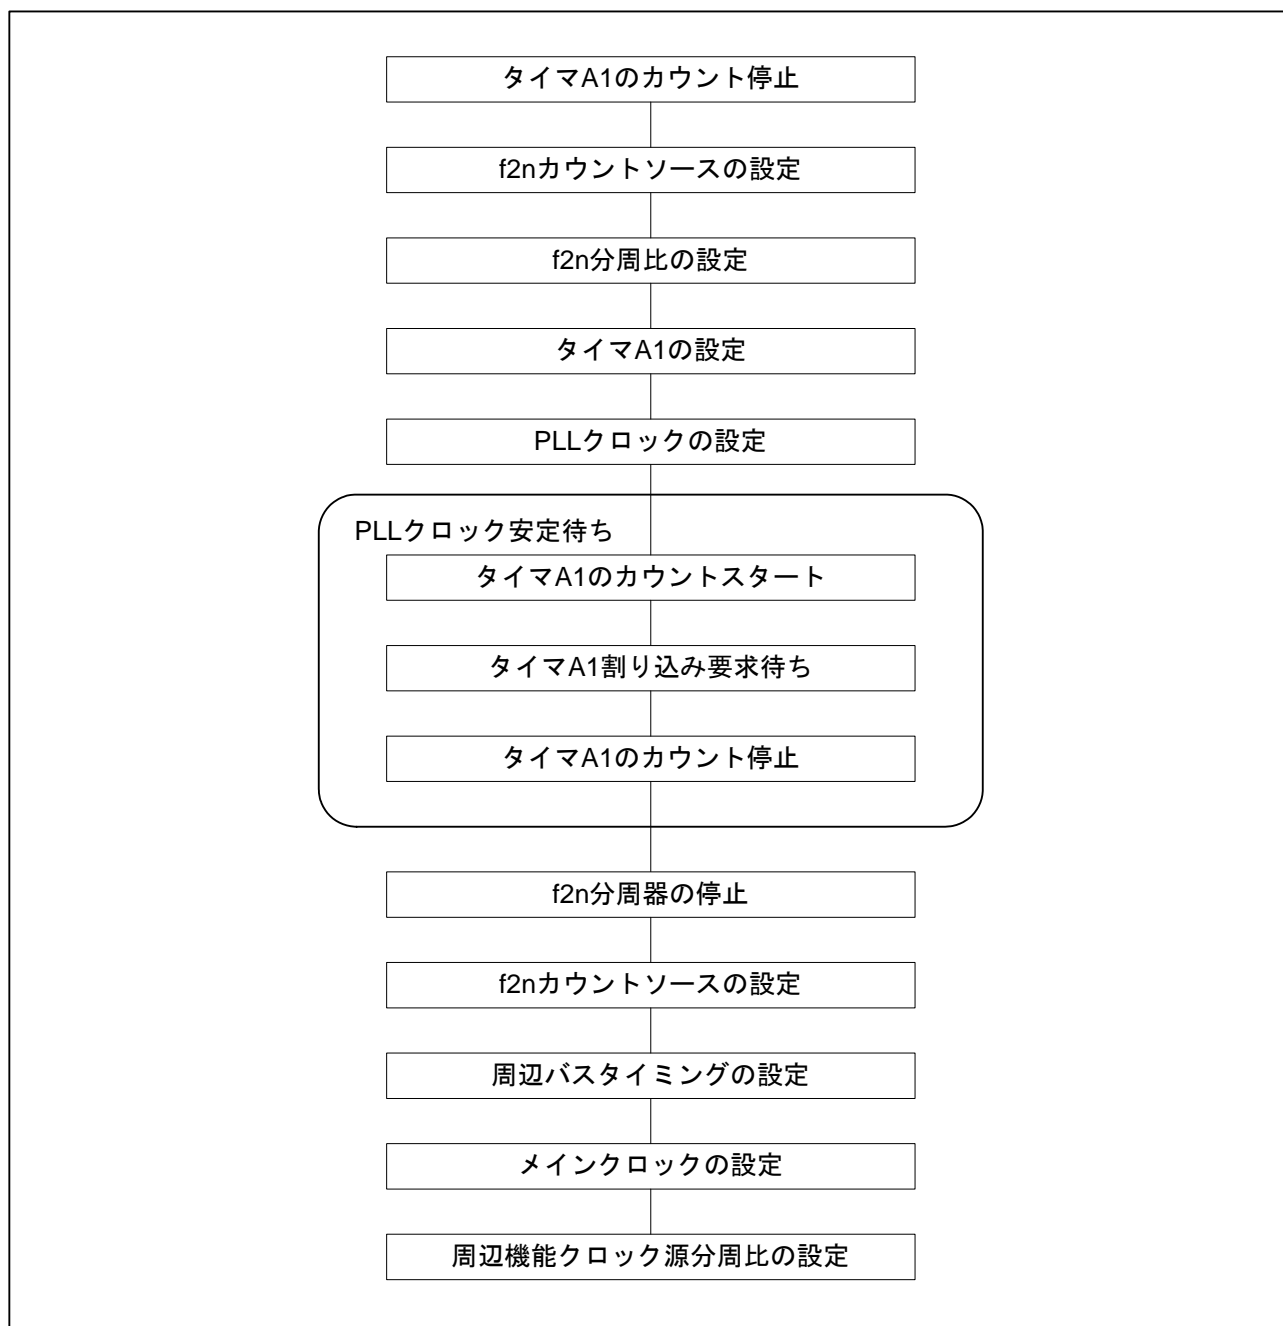 タイマA1のカウント停止
f2nカウントソースの設定
f2n分周比の設定
タイマA1の設定
PLLクロックの設定
PLLクロック安定待ち
タイマA1のカウントスタート
タイマA1割り込み要求待ち
タイマA1のカウント停止
f2n分周器の停止
f2nカウントソースの設定
周辺バスタイミングの設定
メインクロックの設定
周辺機能クロック源分周比の設定